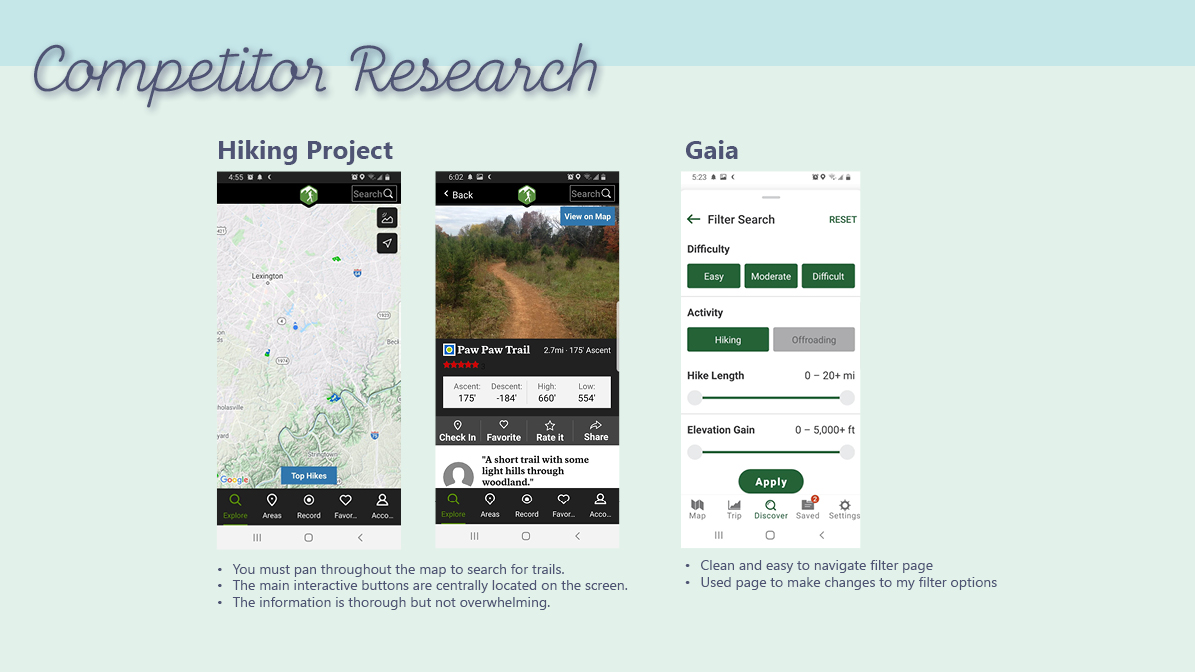 Competitor Research
Hiking Project
Gaia
4:55
Search
Lexington
Stringtown
Google
Top Hikes
Explore Areas Record Favor... Acco...
6:02
Back
Search
View on Map
Paw Paw Trail 2.7mi · 175' Ascent
Ascent: Descent: High: Low:
175' -184' 660' 554'
Check In Favorite Rate it Share
"A short trail with some
light hills through
woodland."
Explore Areas Record Favor... Acco...
5:23
Filter Search RESET
Difficulty
Easy Moderate Difficult
Activity
Hiking Offroading
Hike Length 0 – 20+ mi
Elevation Gain 0 – 5,000+ ft
Apply
2
Map Trip Discover Saved Settings
• You must pan throughout the map to search for trails.
• The main interactive buttons are centrally located on the screen.
• The information is thorough but not overwhelming.
• Clean and easy to navigate filter page
• Used page to make changes to my filter options